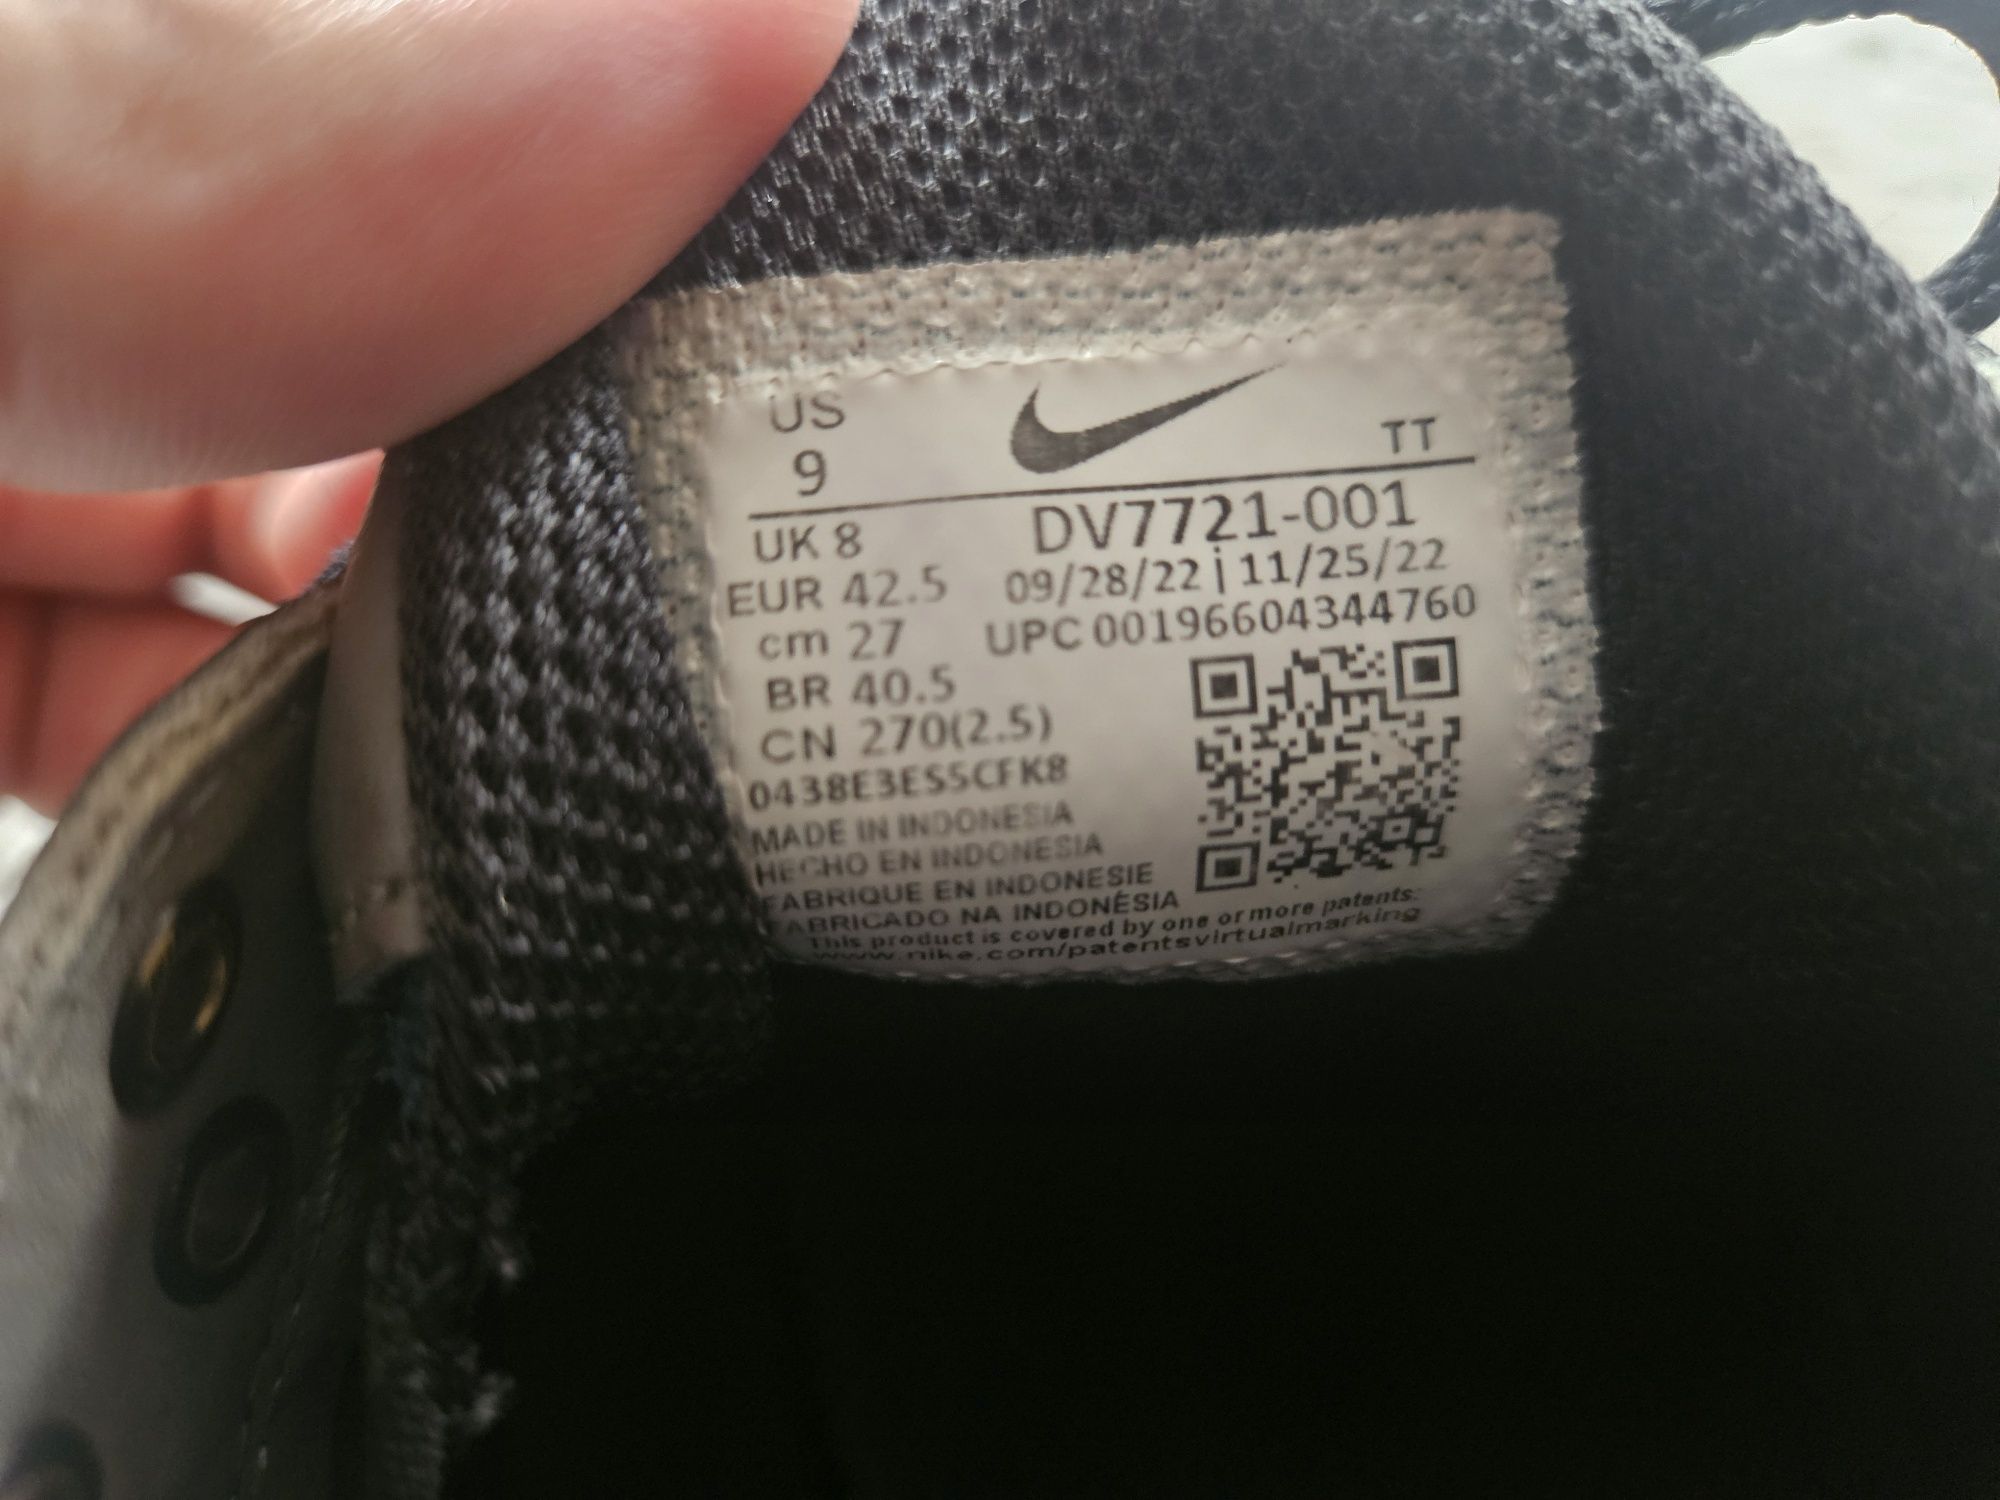 US
9
TT
UK 8
DV7721-001
EUR 42.5
09/28/22 | 11/25/22
cm 27
UPC 00196604344760
BR 40.5
CN 270(2.5)
0438E3ES5CFK8
MADE IN INDONESIA
HECHO EN INDONESIA
FABRIQUE EN INDONESIE
FABRICADO NA INDONÉSIA
This product is covered by one or more patents.
www.nike.com/patentsvirtualmarking